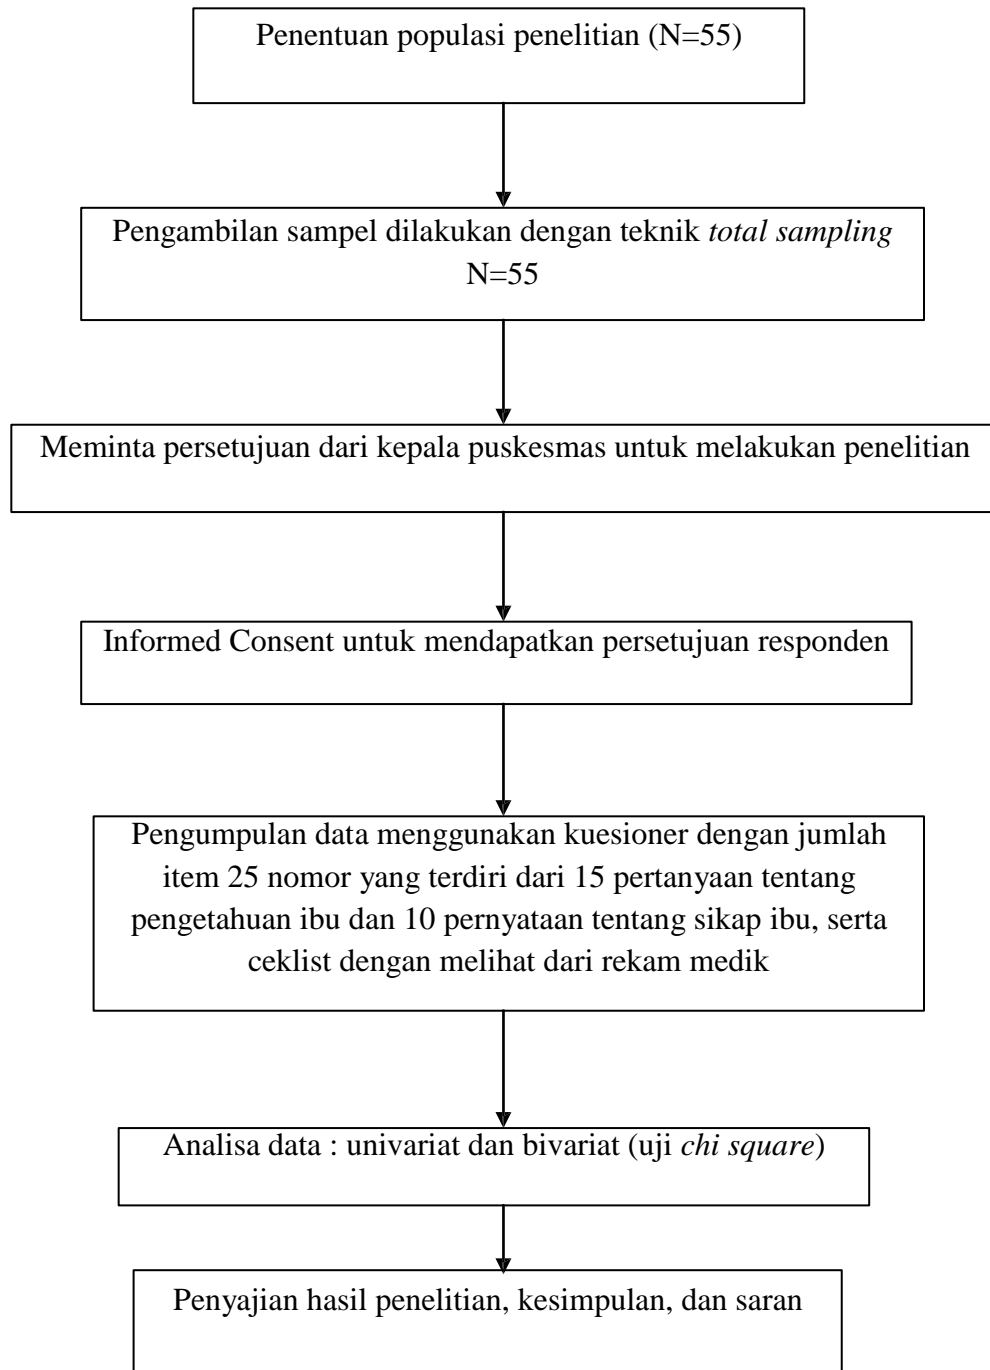 Penentuan populasi penelitian (N=55)
Pengambilan sampel dilakukan dengan teknik total sampling
N=55
Meminta persetujuan dari kepala puskesmas untuk melakukan penelitian
Informed Consent untuk mendapatkan persetujuan responden
Pengumpulan data menggunakan kuesioner dengan jumlah
item 25 nomor yang terdiri dari 15 pertanyaan tentang
pengetahuan ibu dan 10 pernyataan tentang sikap ibu, serta
ceklist dengan melihat dari rekam medik
Analisa data : univariat dan bivariat (uji chi square)
Penyajian hasil penelitian, kesimpulan, dan saran